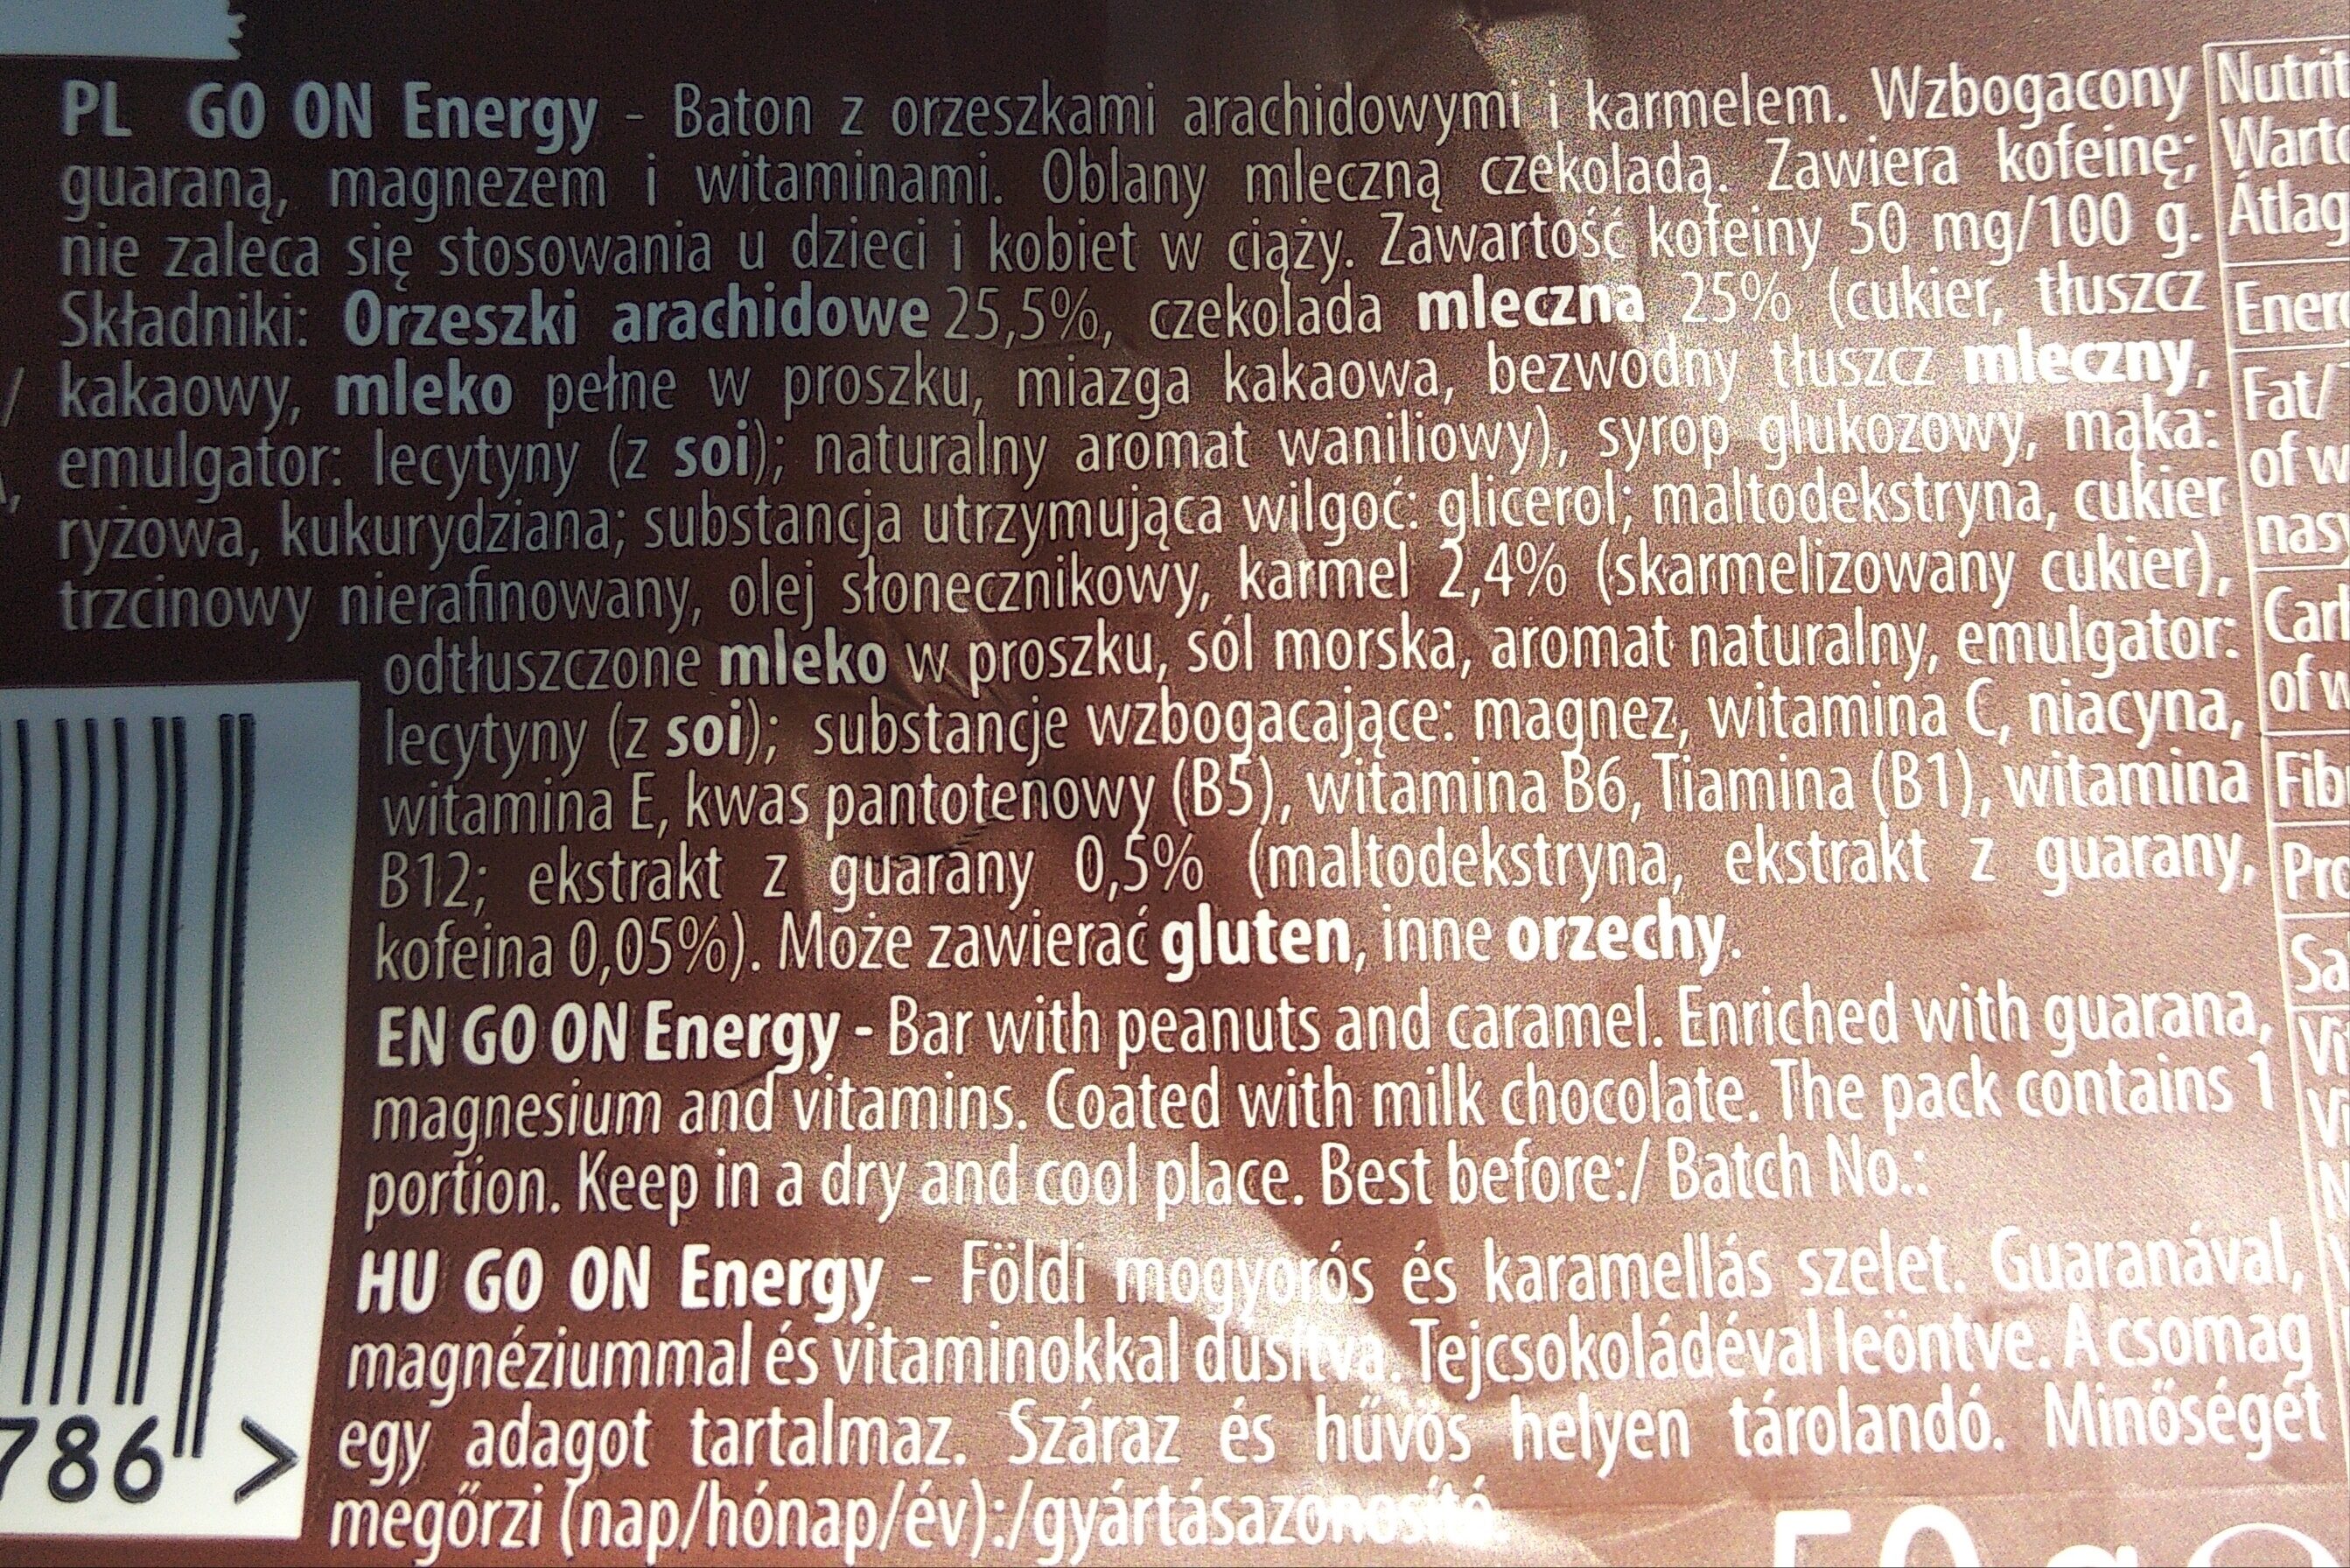 PL GO ON Energy - Baton z orzeszkami arachidowymi i karmelem. Wzbogacony
guaraną, magnezem i witaminami. Oblany mleczną czekoladą. Zawiera kofeinę;
nie zaleca się stosowania u dzieci i kobiet w ciąży. Zawartość kofeiny 50 mg/100 g.
Składniki: Orzeszki arachidowe 25,5%, czekolada mleczna 25% (cukier, tłuszcz
kakaowy, mleko pełne w proszku, miazga kakaowa, bezwodny tłuszcz mleczny,
emulgator: lecytyny (z soi); naturalny aromat waniliowy), syrop glukozowy, mąka:
ryżowa, kukurydziana; substancja utrzymująca wilgoć: glicerol; maltodekstryna, cukier
trzcinowy nierafinowany, olej słonecznikowy, karmel 2,4% (skarmelizowany cukier),
odtłuszczone mleko w proszku, sól morska, aromat naturalny, emulgator:
lecytyny (z soi); substancje wzbogacające: magnez, witamina C, niacyna,
witamina E, kwas pantotenowy (B5), witamina B6, Tiamina (B1), witamina
B12; ekstrakt z guarany 0,5% (maltodekstryna, ekstrakt z guarany,
kofeina 0,05%). Może zawierać gluten, inne orzechy.
EN GO ON Energy - Bar with peanuts and caramel. Enriched with guarana,
magnesium and vitamins. Coated with milk chocolate. The pack contains 1
portion. Keep in a dry and cool place. Best before:/ Batch No.:
HU GO ON Energy - Földi mogyorós és karamellás szelet. Guaranával,
magnéziummal és vitaminokkal dúsítva. Tejcsokoládéval leöntve. A csomag
egy adagot tartalmaz. Száraz és hűvös helyen tárolandó. Minőségét
megőrzi (nap/hónap/év):/gyártásazonosító:
786 >
50 g
Fat/
of w
of w